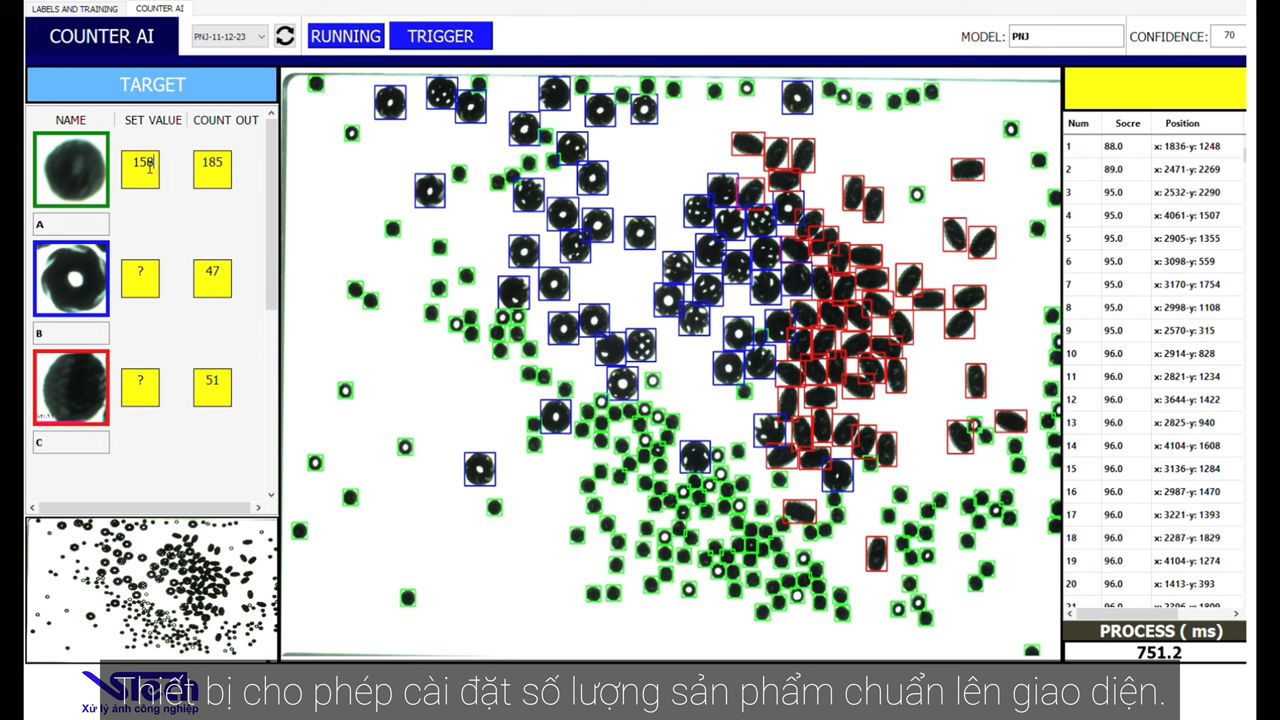 LABELS AND TRAINING COUNTER AI
COUNTER AI PNJ-11-12-23 RUNNING TRIGGER MODEL: PNJ CONFIDENCE: 70
TARGET
NAME SET VALUE COUNT OUT
158 185
A
? 47
B
? 51
C
Num Socre Position
1 88.0 x: 1836-y: 1248
2 89.0 x: 2471-y: 2269
3 95.0 x: 2532-y: 2290
4 95.0 x: 4061-y: 1507
5 95.0 x: 2905-y: 1355
6 95.0 x: 3098-y: 559
7 95.0 x: 3170-y: 1754
8 95.0 x: 2998-y: 1108
9 95.0 x: 2570-y: 315
10 96.0 x: 2914-y: 828
11 96.0 x: 2821-y: 1234
12 96.0 x: 3644-y: 1422
13 96.0 x: 2825-y: 940
14 96.0 x: 4104-y: 1608
15 96.0 x: 3136-y: 1284
16 96.0 x: 2987-y: 1470
17 96.0 x: 3221-y: 1393
18 96.0 x: 2287-y: 1829
19 96.0 x: 4104-y: 1274
20 96.0 x: 1413-y: 393
PROCESS ( ms)
751.2
Thiết bị cho phép cài đặt số lượng sản phẩm chuẩn lên giao diện.
Xử lý ảnh công nghiệp